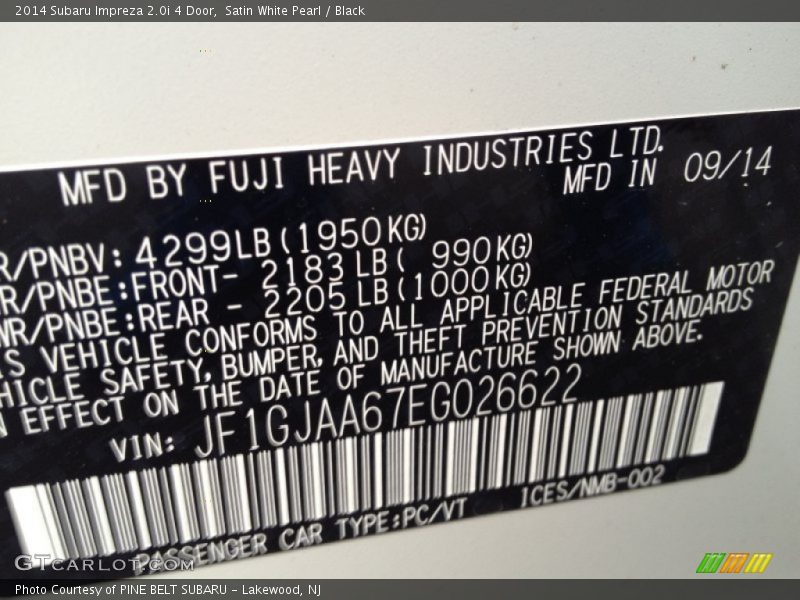 2014 Subaru Impreza 2.0i 4 Door,  Satin White Pearl / Black
MFD BY FUJI HEAVY INDUSTRIES LTD.
MFD IN 09/14
R/PNBV: 4299LB(1950KG)
R/PNBE:FRONT- 2183 LB( 990KG)
WR/PNBE:REAR - 2205 LB(1000KG)
IS VEHICLE CONFORMS TO ALL APPLICABLE FEDERAL MOTOR
HICLE SAFETY,BUMPER,AND THEFT PREVENTION STANDARDS
N EFFECT ON THE DATE OF MANUFACTURE SHOWN ABOVE.
VIN: JF1GJAA67EG026622
PASSENGER CAR TYPE:PC/VT ICES/NMB-002
GTcarlot.com
Photo Courtesy of PINE BELT SUBARU - Lakewood, NJ